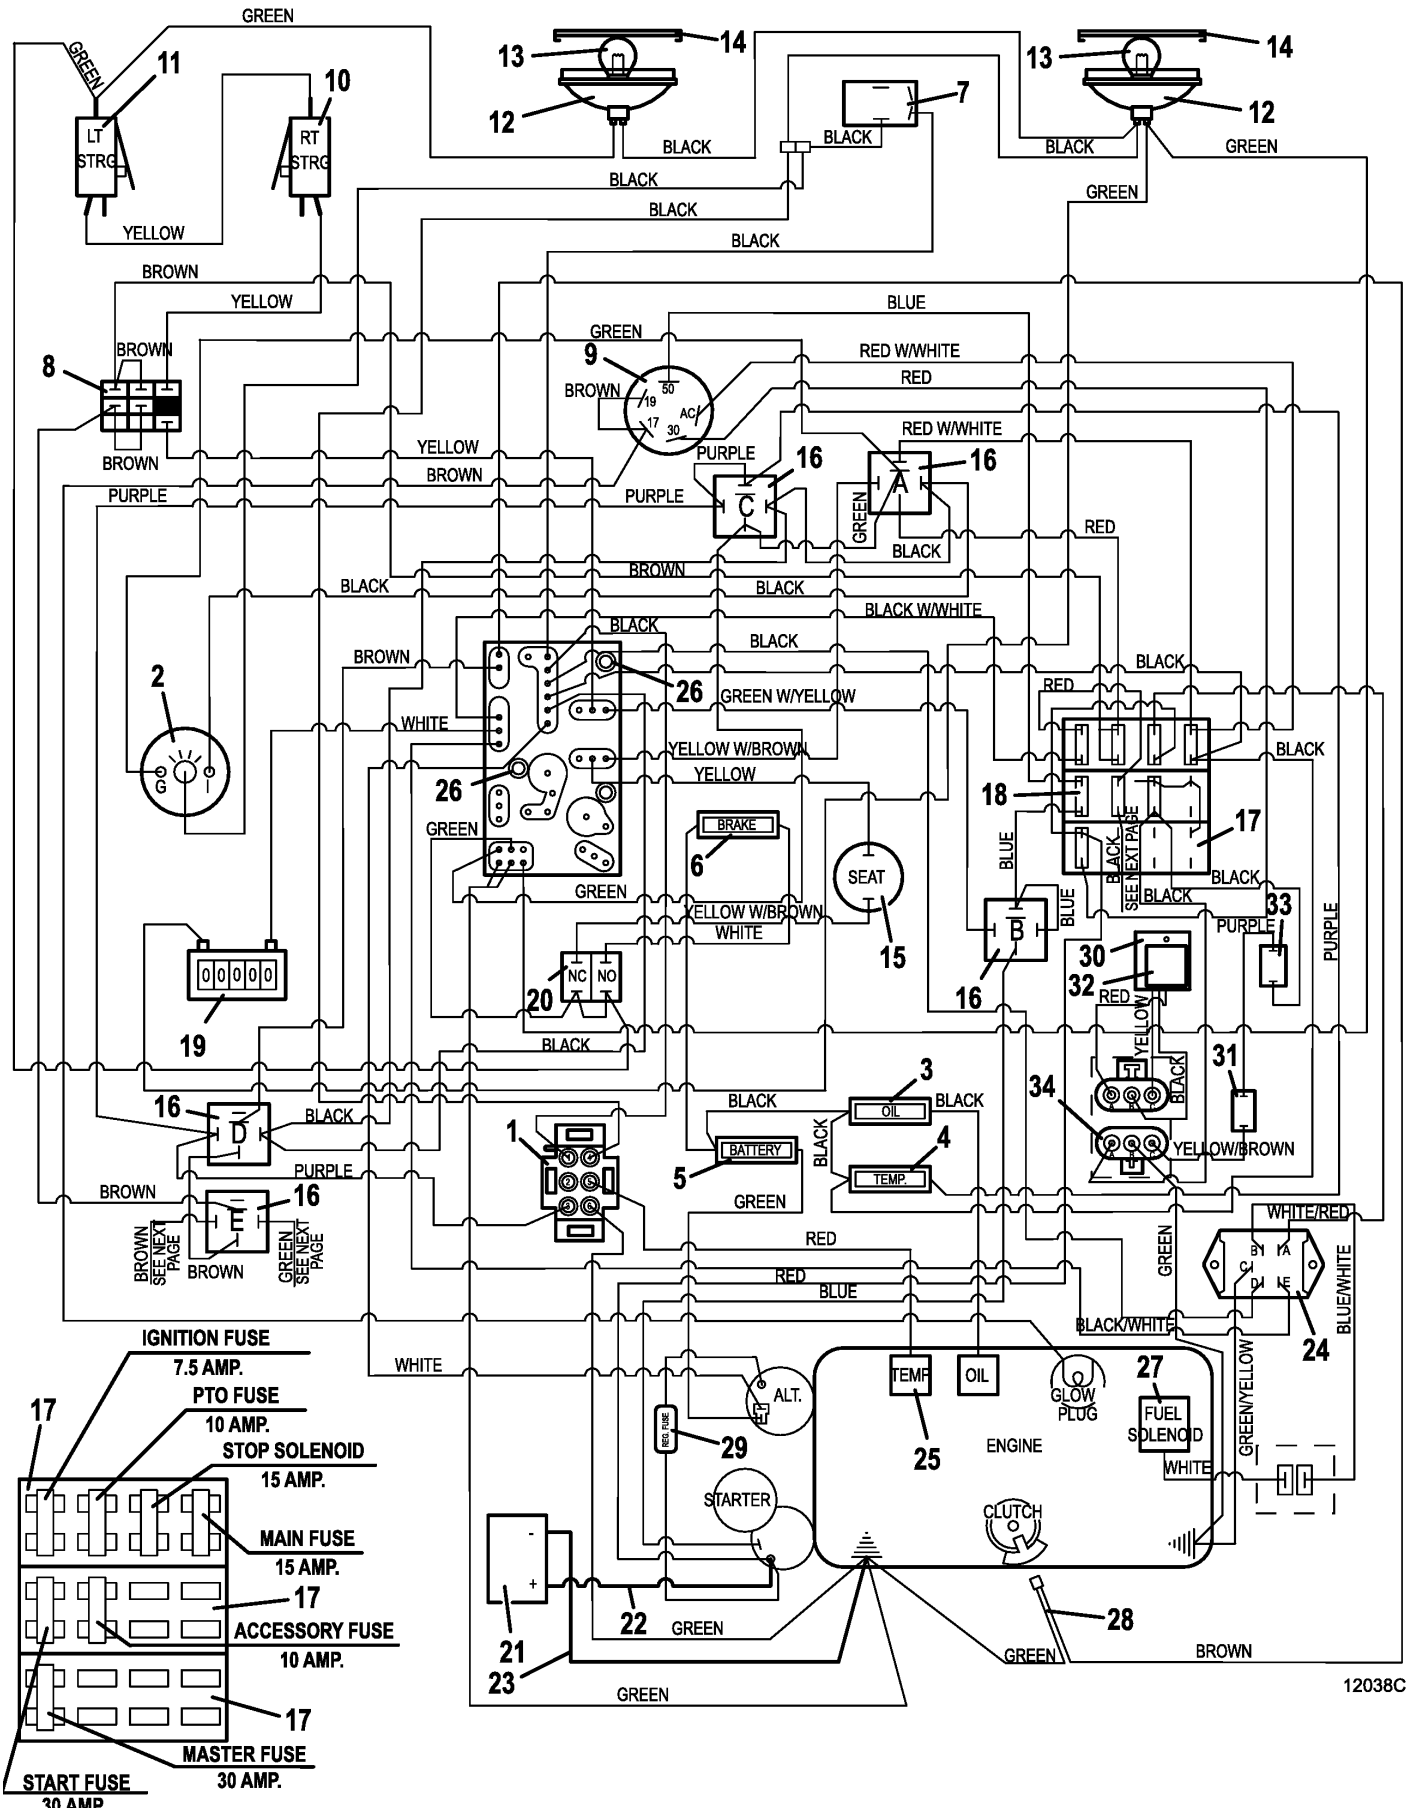 GREEN
GREEN
11
10
13
14
13
14
12
7
12
LT
STRG
RT
STRG
BLACK
BLACK
BLACK
GREEN
BLACK
GREEN
BLACK
YELLOW
BLACK
BROWN
YELLOW
BLUE
GREEN
BROWN
8
9
RED W/WHITE
RED
BROWN
50
19
17
30
AC
RED W/WHITE
BROWN
YELLOW
PURPLE
16
16
BROWN
PURPLE
PURPLE
C
A
GREEN
BLACK
RED
BROWN
BLACK
BLACK
BLACK W/WHITE
BLACK
BLACK
BROWN
BLACK
2
26
RED
GREEN W/YELLOW
WHITE
YELLOW W/BROWN
BLACK
G
I
26
YELLOW
18
17
GREEN
BRAKE
6
BLUE
BLACK
SEE NEXT PAGE
SEAT
GREEN
BLACK
BLACK
YELLOW W/BROWN
BLUE
33
WHITE
B
PURPLE
PURPLE
15
30
0 0 0 0 0
NC
NO
20
16
32
RED
YELLOW
19
BLACK
31
3
34
BLACK
16
BLACK
OIL
BLACK
A
B
C
D
BLACK
1
BLACK
4
A
B
C
BATTERY
YELLOW/BROWN
5
TEMP.
PURPLE
2
BROWN
16
GREEN
WHITE/RED
E
RED
GREEN
B
A
C
D
E
BROWN
SEE NEXT
PAGE
BROWN
GREEN
SEE NEXT
PAGE
RED
BLUE
BLUE/WHITE
BLACK/WHITE
24
IGNITION FUSE
7.5 AMP.
WHITE
TEMP
OIL
27
GREEN/YELLOW
PTO FUSE
10 AMP.
17
ALT.
GLOW
PLUG
FUEL
SOLENOID
STOP SOLENOID
15 AMP.
REG. FUSE
29
25
ENGINE
WHITE
STARTER
CLUTCH
MAIN FUSE
15 AMP.
-
+
17
22
28
ACCESSORY FUSE
10 AMP.
21
GREEN
GREEN
BROWN
23
GREEN
12038C
17
MASTER FUSE
30 AMP.
START FUSE
30 AMP